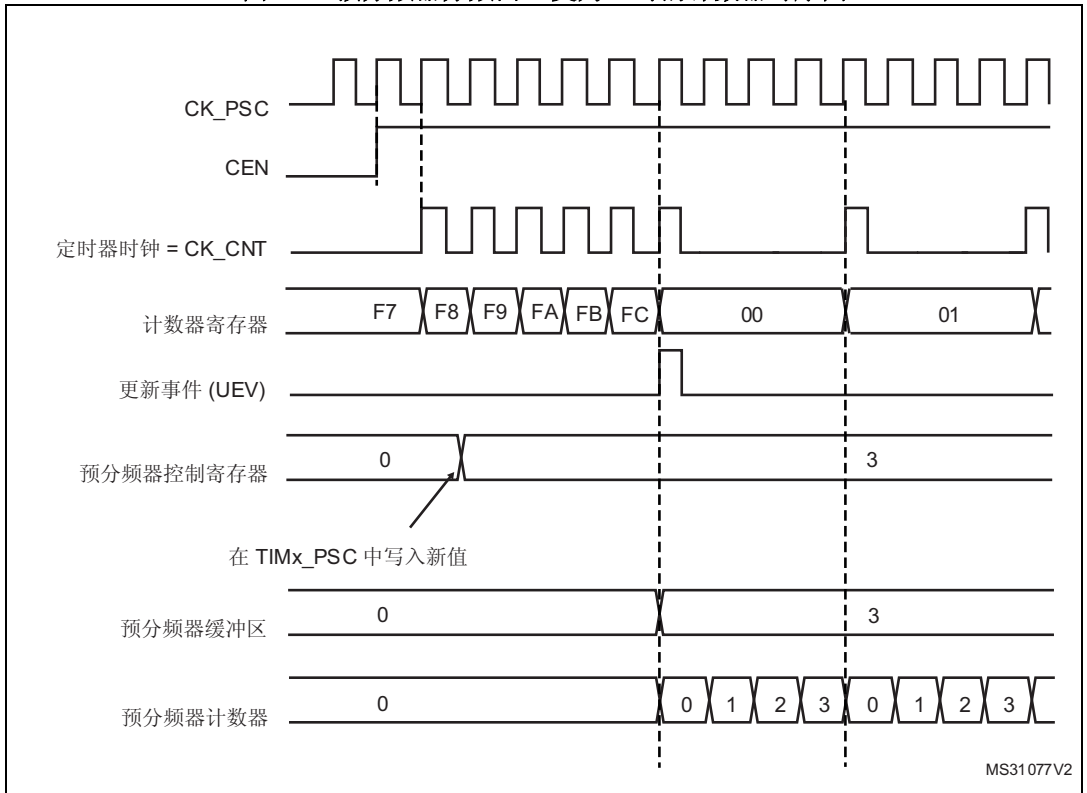 CK_PSC
CEN
定时器时钟 = CK_CNT
计数器寄存器 F7 F8 F9 FA FB FC 00 01
更新事件 (UEV)
预分频器控制寄存器 0 3
在 TIMx_PSC 中写入新值
预分频器缓冲区 0 3
预分频器计数器 0 0 1 2 3 0 1 2 3
MS31077V2